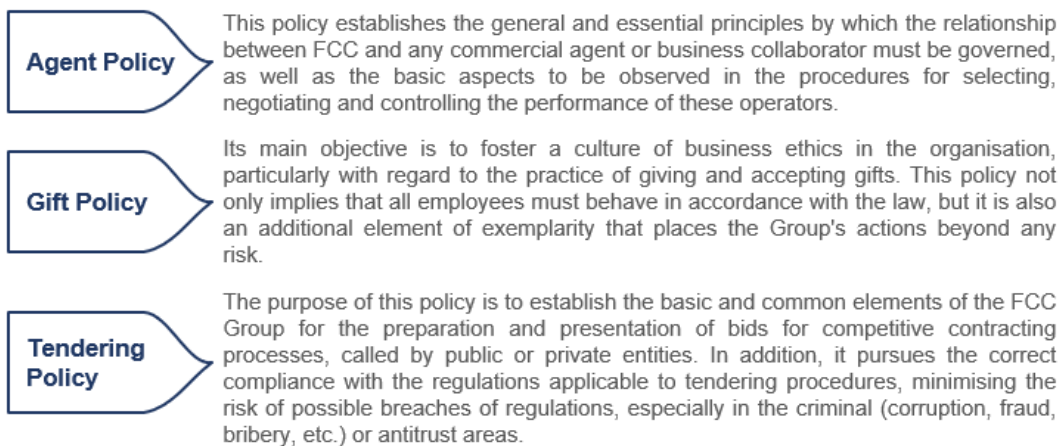 Agent Policy
This policy establishes the general and essential principles by which the relationship
between FCC and any commercial agent or business collaborator must be governed,
as well as the basic aspects to be observed in the procedures for selecting,
negotiating and controlling the performance of these operators.
Gift Policy
Its main objective is to foster a culture of business ethics in the organisation,
particularly with regard to the practice of giving and accepting gifts. This policy not
only implies that all employees must behave in accordance with the law, but it is also
an additional element of exemplarity that places the Group's actions beyond any
risk.
Tendering
Policy
The purpose of this policy is to establish the basic and common elements of the FCC
Group for the preparation and presentation of bids for competitive contracting
processes, called by public or private entities. In addition, it pursues the correct
compliance with the regulations applicable to tendering procedures, minimising the
risk of possible breaches of regulations, especially in the criminal (corruption, fraud,
bribery, etc.) or antitrust areas.